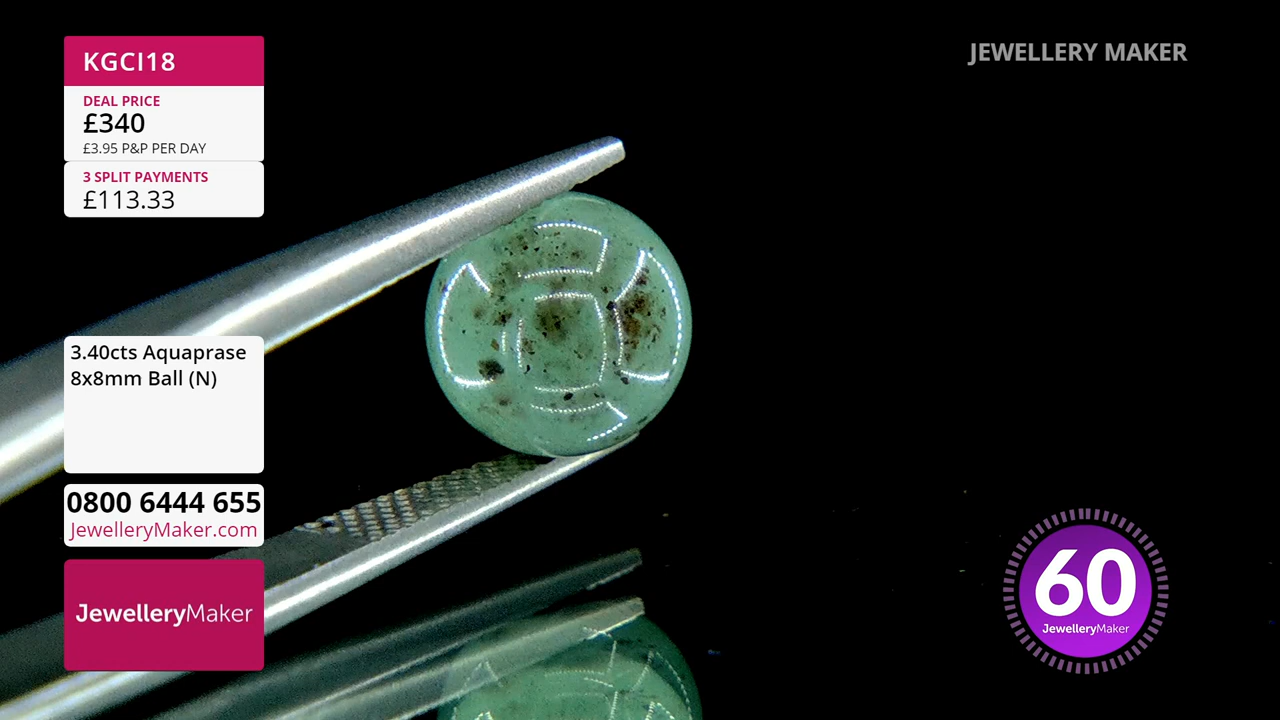 KGCI18
DEAL PRICE
£340
£3.95 P&P PER DAY
3 SPLIT PAYMENTS
£113.33
3.40cts Aquaprase
8x8mm Ball (N)
0800 6444 655
JewelleryMaker.com
JewelleryMaker
JEWELLERY MAKER
60
JewelleryMaker